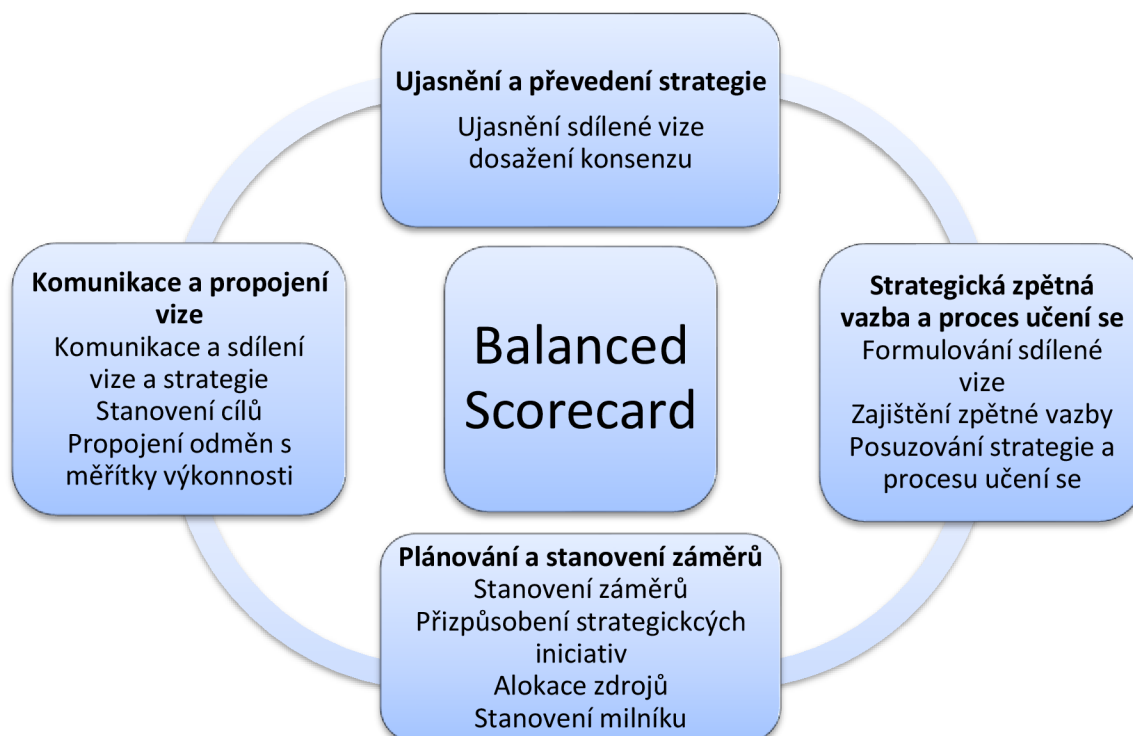 Ujasnění a převedení strategie
Ujasnění sdílené vize
dosažení konsenzu
Komunikace a propojení
vize
Komunikace a sdílení
vize a strategie
Stanovení cílů
Propojení odměn s
měřítky výkonnosti
Balanced
Scorecard
Strategická zpětná
vazba a proces učení se
Formulování sdílené
vize
Zajištění zpětné vazby
Posuzování strategie a
procesu učení se
Plánování a stanovení záměrů
Stanovení záměrů
Přizpůsobení strategickcých
iniciativ
Alokace zdrojů
Stanovení milníku